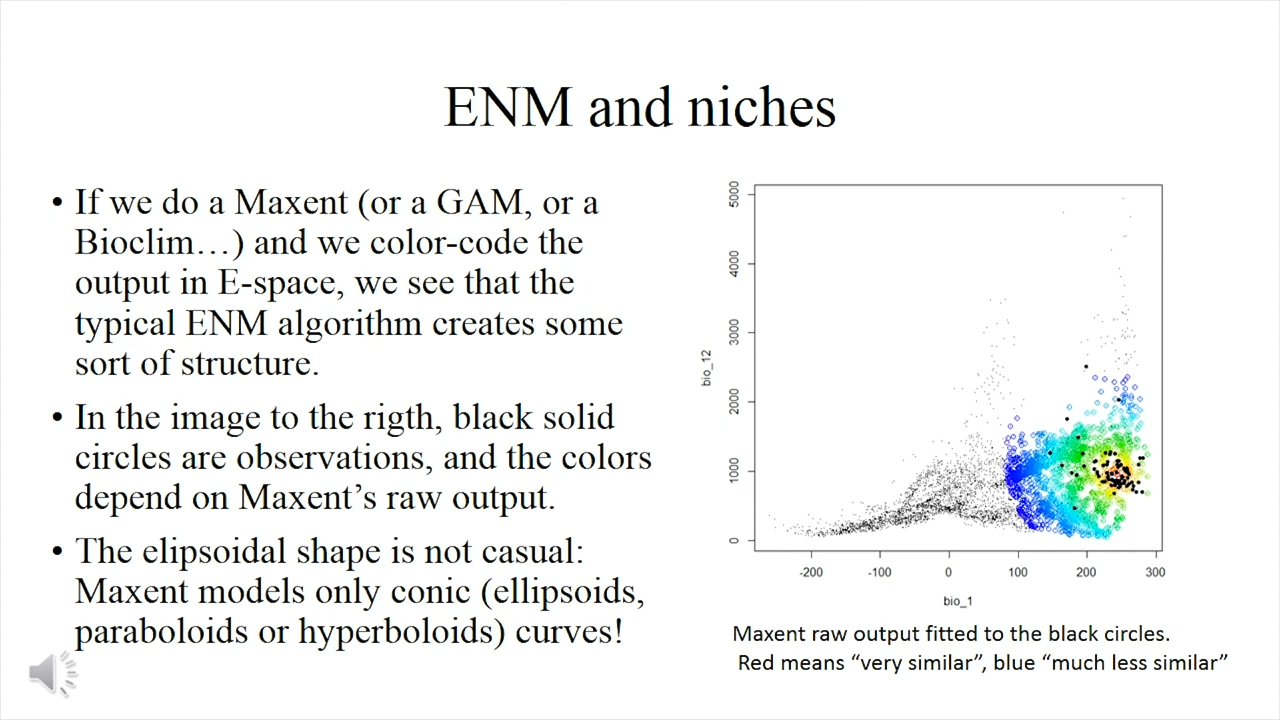 ENM and niches
• If we do a Maxent (or a GAM, or a
Bioclim…) and we color-code the
output in E-space, we see that the
typical ENM algorithm creates some
sort of structure.
• In the image to the rigth, black solid
circles are observations, and the colors
depend on Maxent’s raw output.
• The elipsoidal shape is not casual:
Maxent models only conic (ellipsoids,
paraboloids or hyperboloids) curves!
5000
4000
3000
2000
1000
0
bio_12
-200 -100 0 100 200 300
bio_1
Maxent raw output fitted to the black circles.
Red means “very similar”, blue “much less similar”